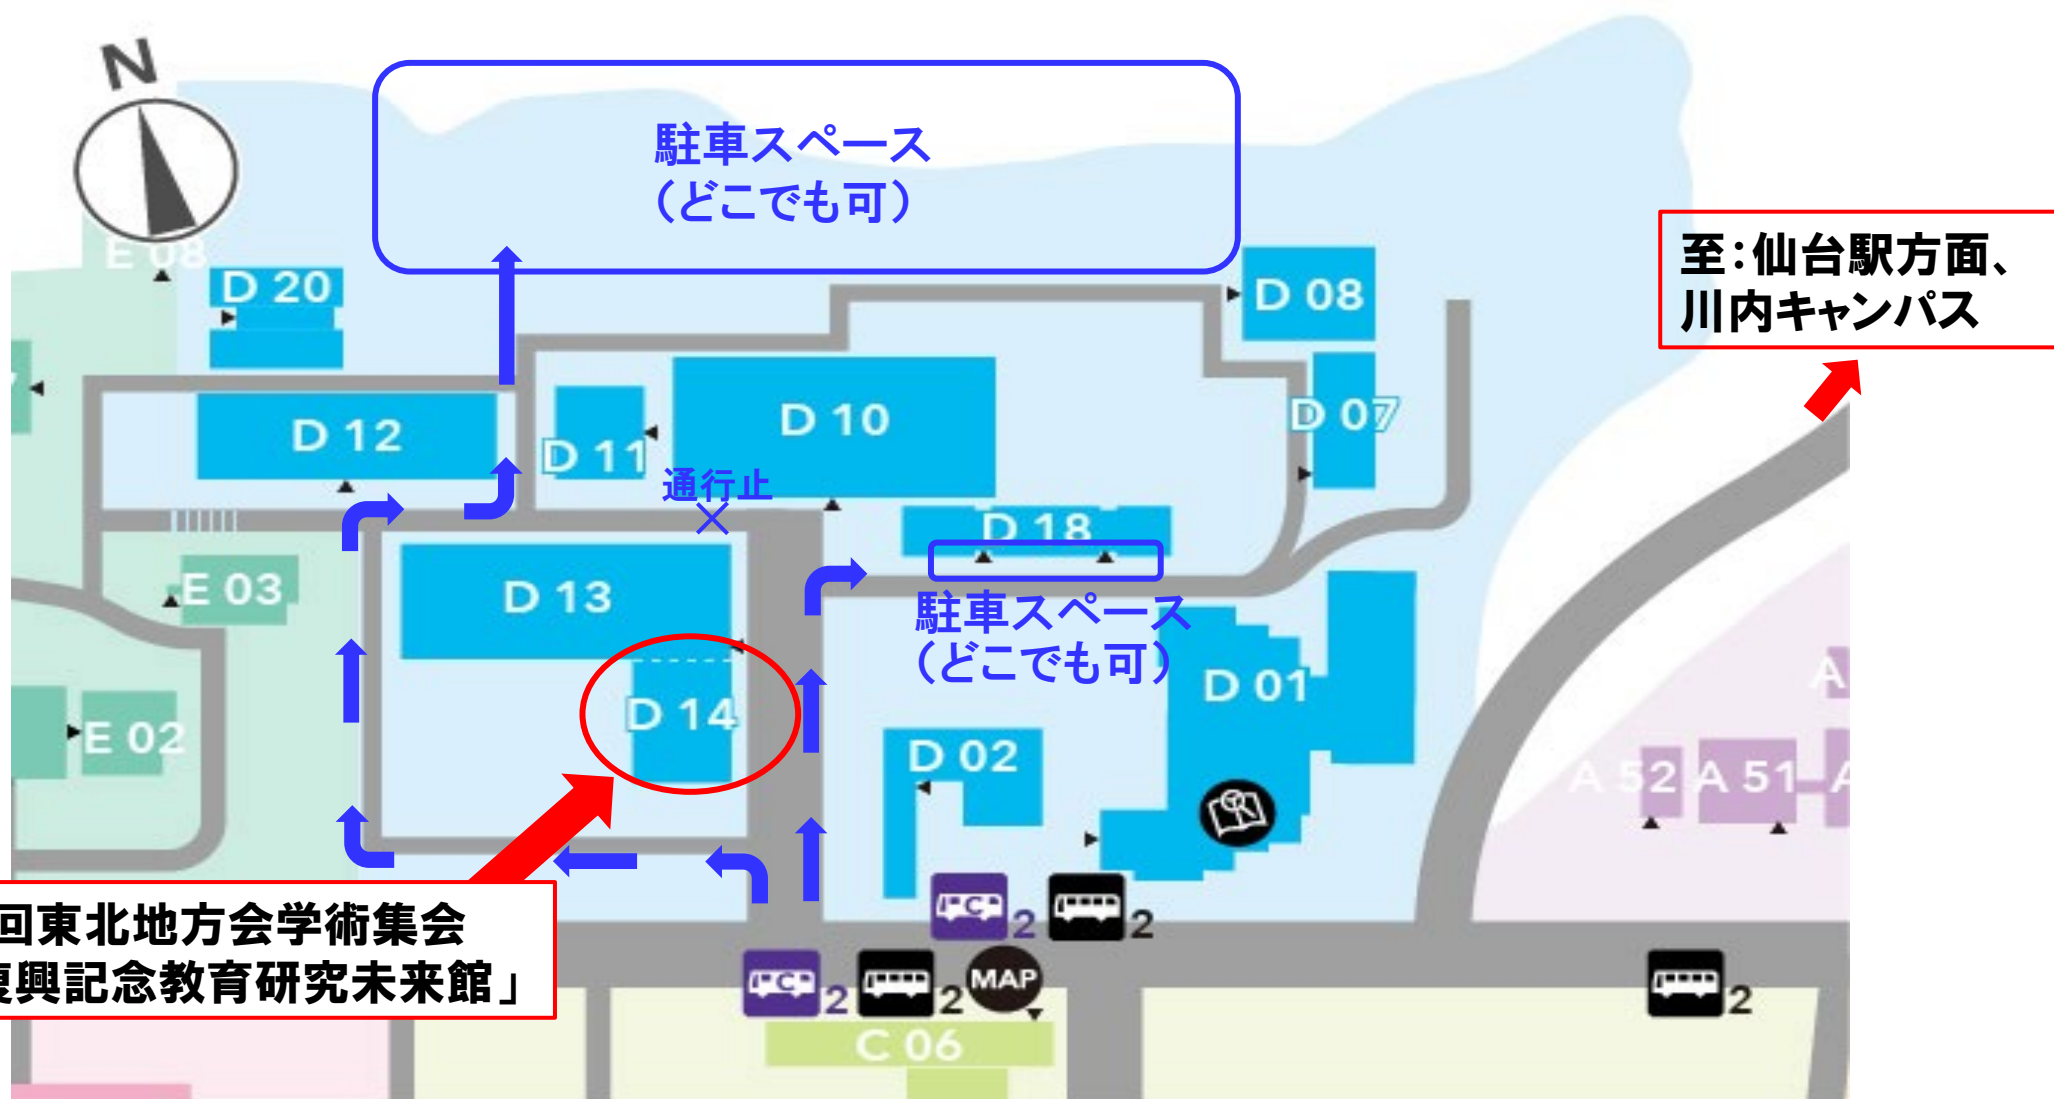 N
駐車スペース
（どこでも可）
至：仙台駅方面、
川内キャンパス
E 08
D 20
D 08
D 12
D 11
D 10
D 07
通行止
D 18
E 03
D 13
駐車スペース
（どこでも可）
D 14
D 01
E 02
D 02
A
A 52
A 51
A
C
2
2
回東北地方会学術集会
復興記念教育研究未来館」
C
2
2
MAP
2
C 06